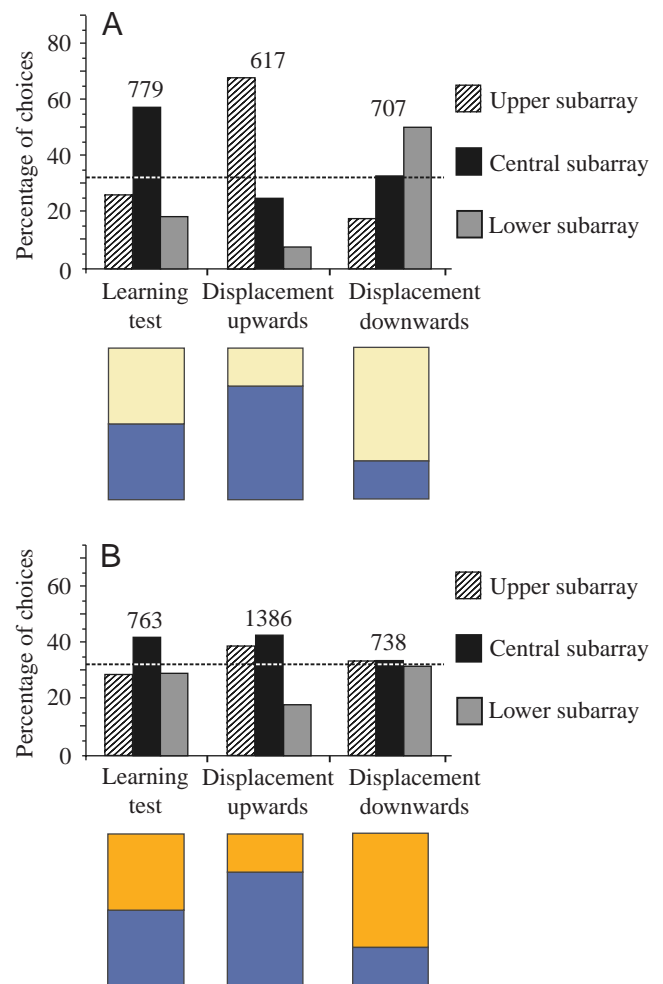 A
Percentage of choices
80
60
40
20
0
779
617
707
Upper subarray
Central subarray
Lower subarray
Learning
test
Displacement
upwards
Displacement
downwards
B
Percentage of choices
60
40
20
0
763
1386
738
Upper subarray
Central subarray
Lower subarray
Learning
test
Displacement
upwards
Displacement
downwards